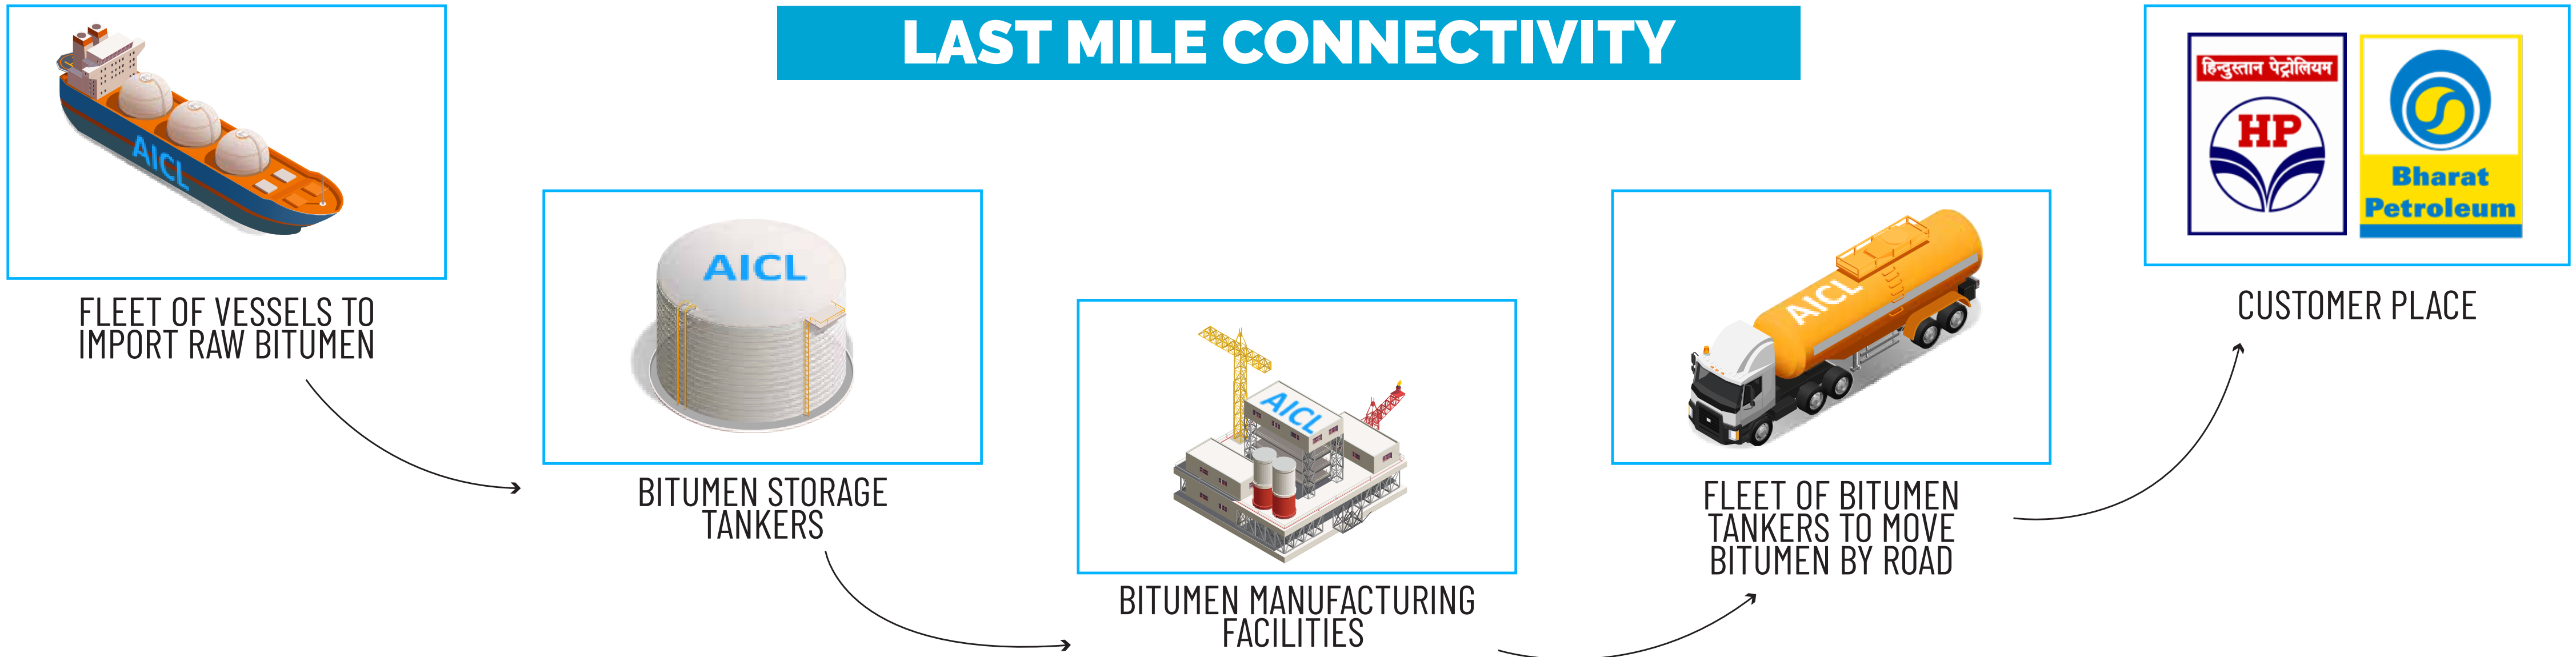 LAST MILE CONNECTIVITY
AICL
FLEET OF VESSELS TO
IMPORT RAW BITUMEN
AICL
BITUMEN STORAGE
TANKERS
AICL
BITUMEN MANUFACTURING
FACILITIES
AICL
FLEET OF BITUMEN
TANKERS TO MOVE
BITUMEN BY ROAD
हिन्दुस्तान पेट्रोलियम
HP
Bharat
Petroleum
CUSTOMER PLACE